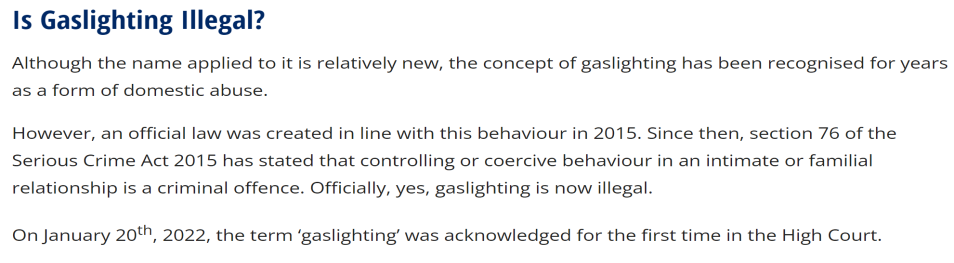 Is Gaslighting Illegal?
Although the name applied to it is relatively new, the concept of gaslighting has been recognised for years
as a form of domestic abuse.
However, an official law was created in line with this behaviour in 2015. Since then, section 76 of the
Serious Crime Act 2015 has stated that controlling or coercive behaviour in an intimate or familial
relationship is a criminal offence. Officially, yes, gaslighting is now illegal.
On January 20th, 2022, the term ‘gaslighting’ was acknowledged for the first time in the High Court.